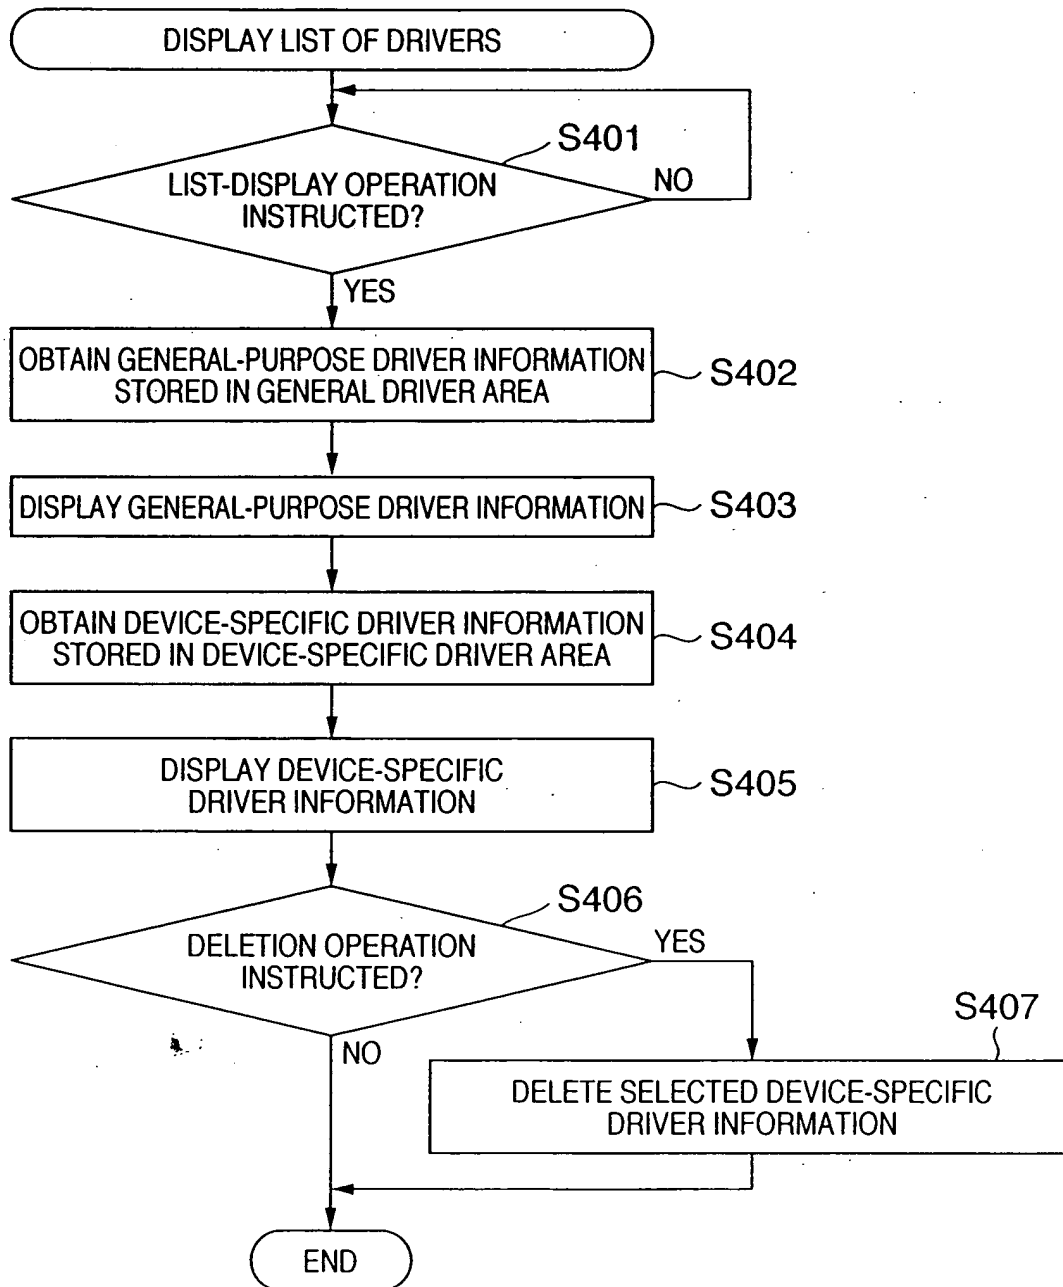 DISPLAY LIST OF DRIVERS
S401
LIST-DISPLAY OPERATION
INSTRUCTED?
NO
YES
OBTAIN GENERAL-PURPOSE DRIVER INFORMATION
STORED IN GENERAL DRIVER AREA
S402
DISPLAY GENERAL-PURPOSE DRIVER INFORMATION
S403
OBTAIN DEVICE-SPECIFIC DRIVER INFORMATION
STORED IN DEVICE-SPECIFIC DRIVER AREA
S404
DISPLAY DEVICE-SPECIFIC
DRIVER INFORMATION
S405
S406
DELETION OPERATION
INSTRUCTED?
YES
NO
S407
DELETE SELECTED DEVICE-SPECIFIC
DRIVER INFORMATION
END